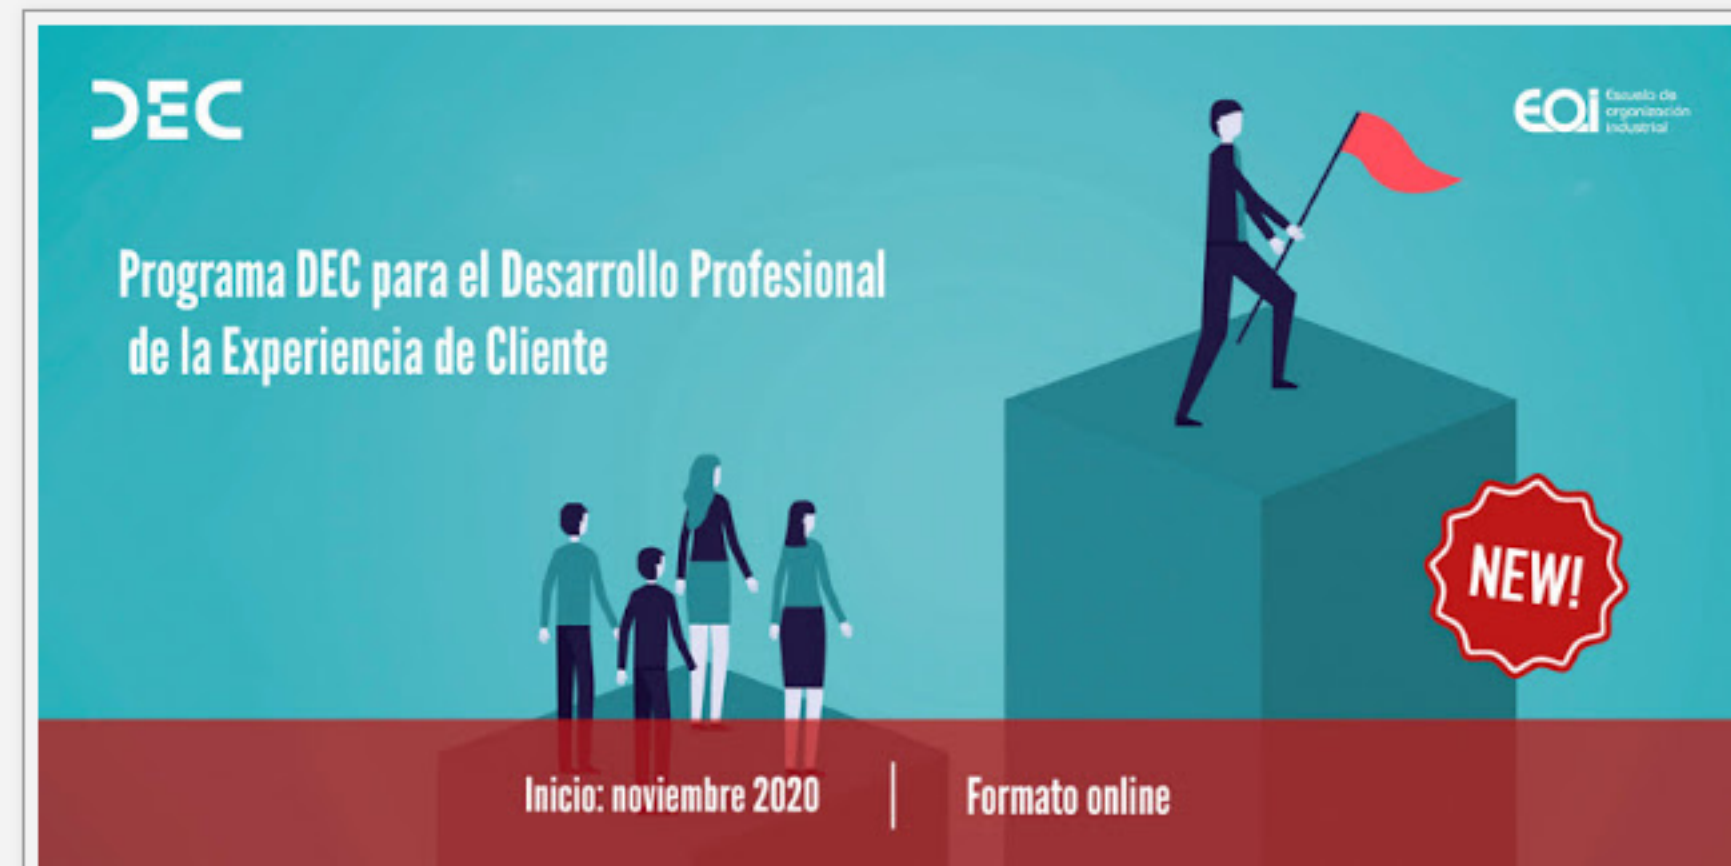 DEC
EOi
Escuela de
organización
industrial
Programa DEC para el Desarrollo Profesional
de la Experiencia de Cliente
NEW!
Inicio: noviembre 2020
Formato online